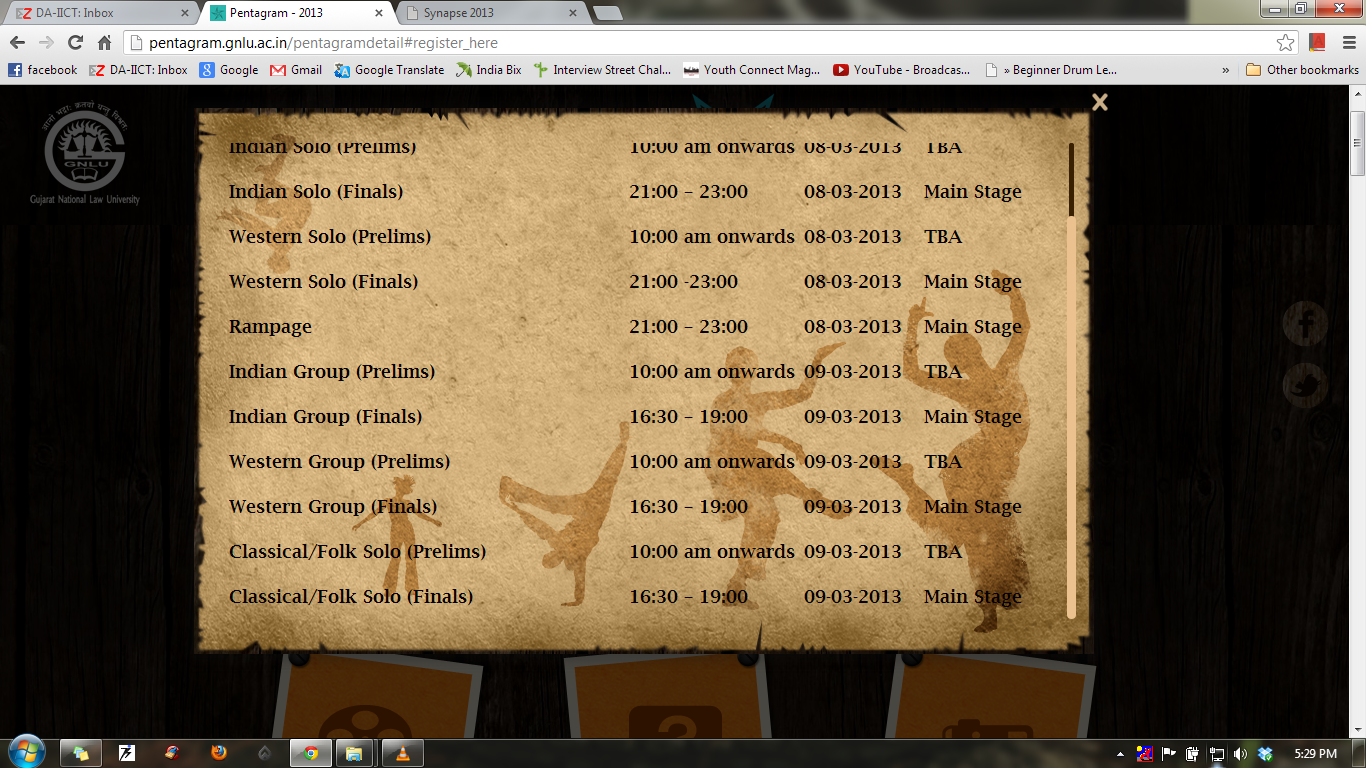 DA-IICT: Inbox
Pentagram - 2013
Synapse 2013
pentagram.gnlu.ac.in/pentagramdetail#register_here
facebook DA-IICT: Inbox Google Gmail Google Translate India Bix Interview Street Chal... Youth Connect Mag... YouTube - Broadcas... » Beginner Drum Le... » Other bookmarks
GNLU
Gujarat National Law University
x
Indian Solo (Prelims) 10:00 am onwards 08-03-2013 TBA
Indian Solo (Finals) 21:00 – 23:00 08-03-2013 Main Stage
Western Solo (Prelims) 10:00 am onwards 08-03-2013 TBA
Western Solo (Finals) 21:00 -23:00 08-03-2013 Main Stage
Rampage 21:00 – 23:00 08-03-2013 Main Stage
Indian Group (Prelims) 10:00 am onwards 09-03-2013 TBA
Indian Group (Finals) 16:30 – 19:00 09-03-2013 Main Stage
Western Group (Prelims) 10:00 am onwards 09-03-2013 TBA
Western Group (Finals) 16:30 – 19:00 09-03-2013 Main Stage
Classical/Folk Solo (Prelims) 10:00 am onwards 09-03-2013 TBA
Classical/Folk Solo (Finals) 16:30 – 19:00 09-03-2013 Main Stage
?
5:29 PM